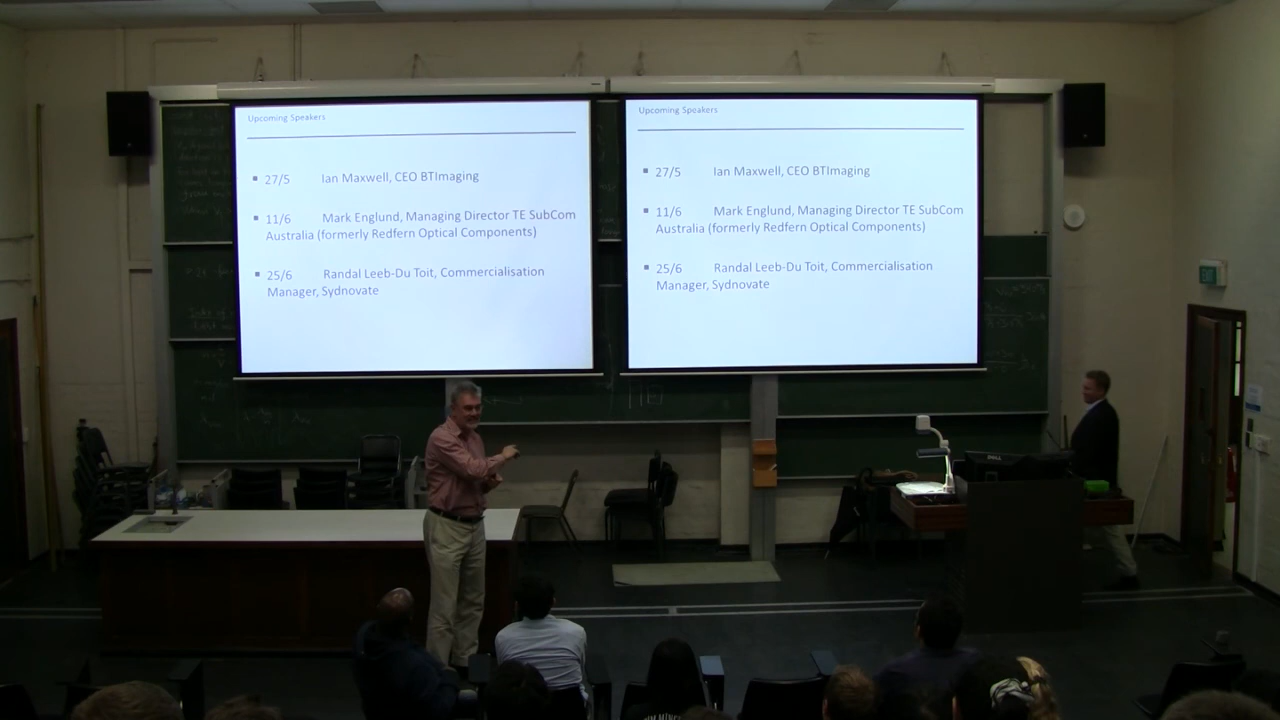 Upcoming Speakers
▪ 27/5 Ian Maxwell, CEO BTImaging
▪ 11/6 Mark Englund, Managing Director TE SubCom
Australia (formerly Redfern Optical Components)
▪ 25/6 Randal Leeb-Du Toit, Commercialisation
Manager, Sydnovate
Upcoming Speakers
▪ 27/5 Ian Maxwell, CEO BTImaging
▪ 11/6 Mark Englund, Managing Director TE SubCom
Australia (formerly Redfern Optical Components)
▪ 25/6 Randal Leeb-Du Toit, Commercialisation
Manager, Sydnovate
EXIT
DELL